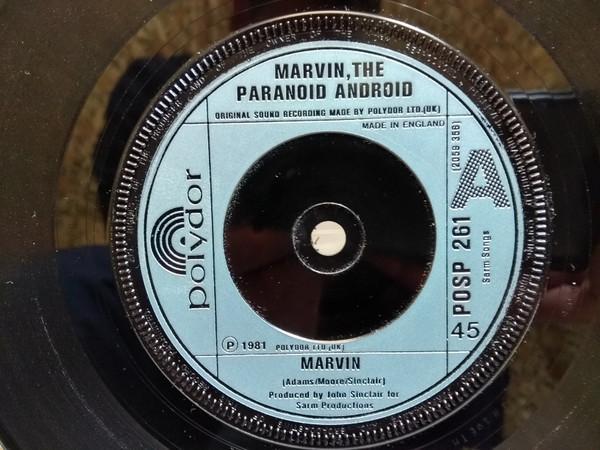 MARVIN, THE
PARANOID ANDROID
ORIGINAL SOUND RECORDING MADE BY POLYDOR LTD.(UK)
MADE IN ENGLAND
(2059 356)
A
polydor
POSP 261
Sarm Songs
45
Ⓟ 1981 POLYDOR LTD.(UK)
MARVIN
(Adams/Moore/Sinclair)
Produced by John Sinclair for
Sarm Productions